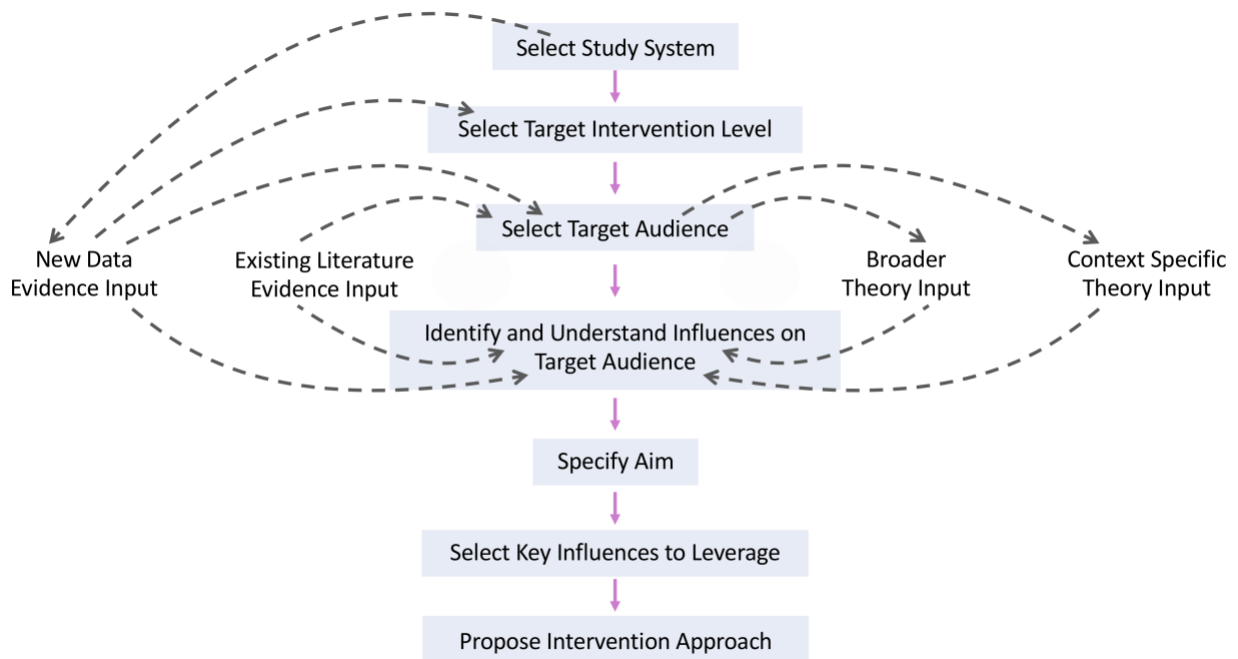 Select Study System
Select Target Intervention Level
Select Target Audience
New Data
Evidence Input
Existing Literature
Evidence Input
Broader
Theory Input
Context Specific
Theory Input
Identify and Understand Influences on
Target Audience
Specify Aim
Select Key Influences to Leverage
Propose Intervention Approach